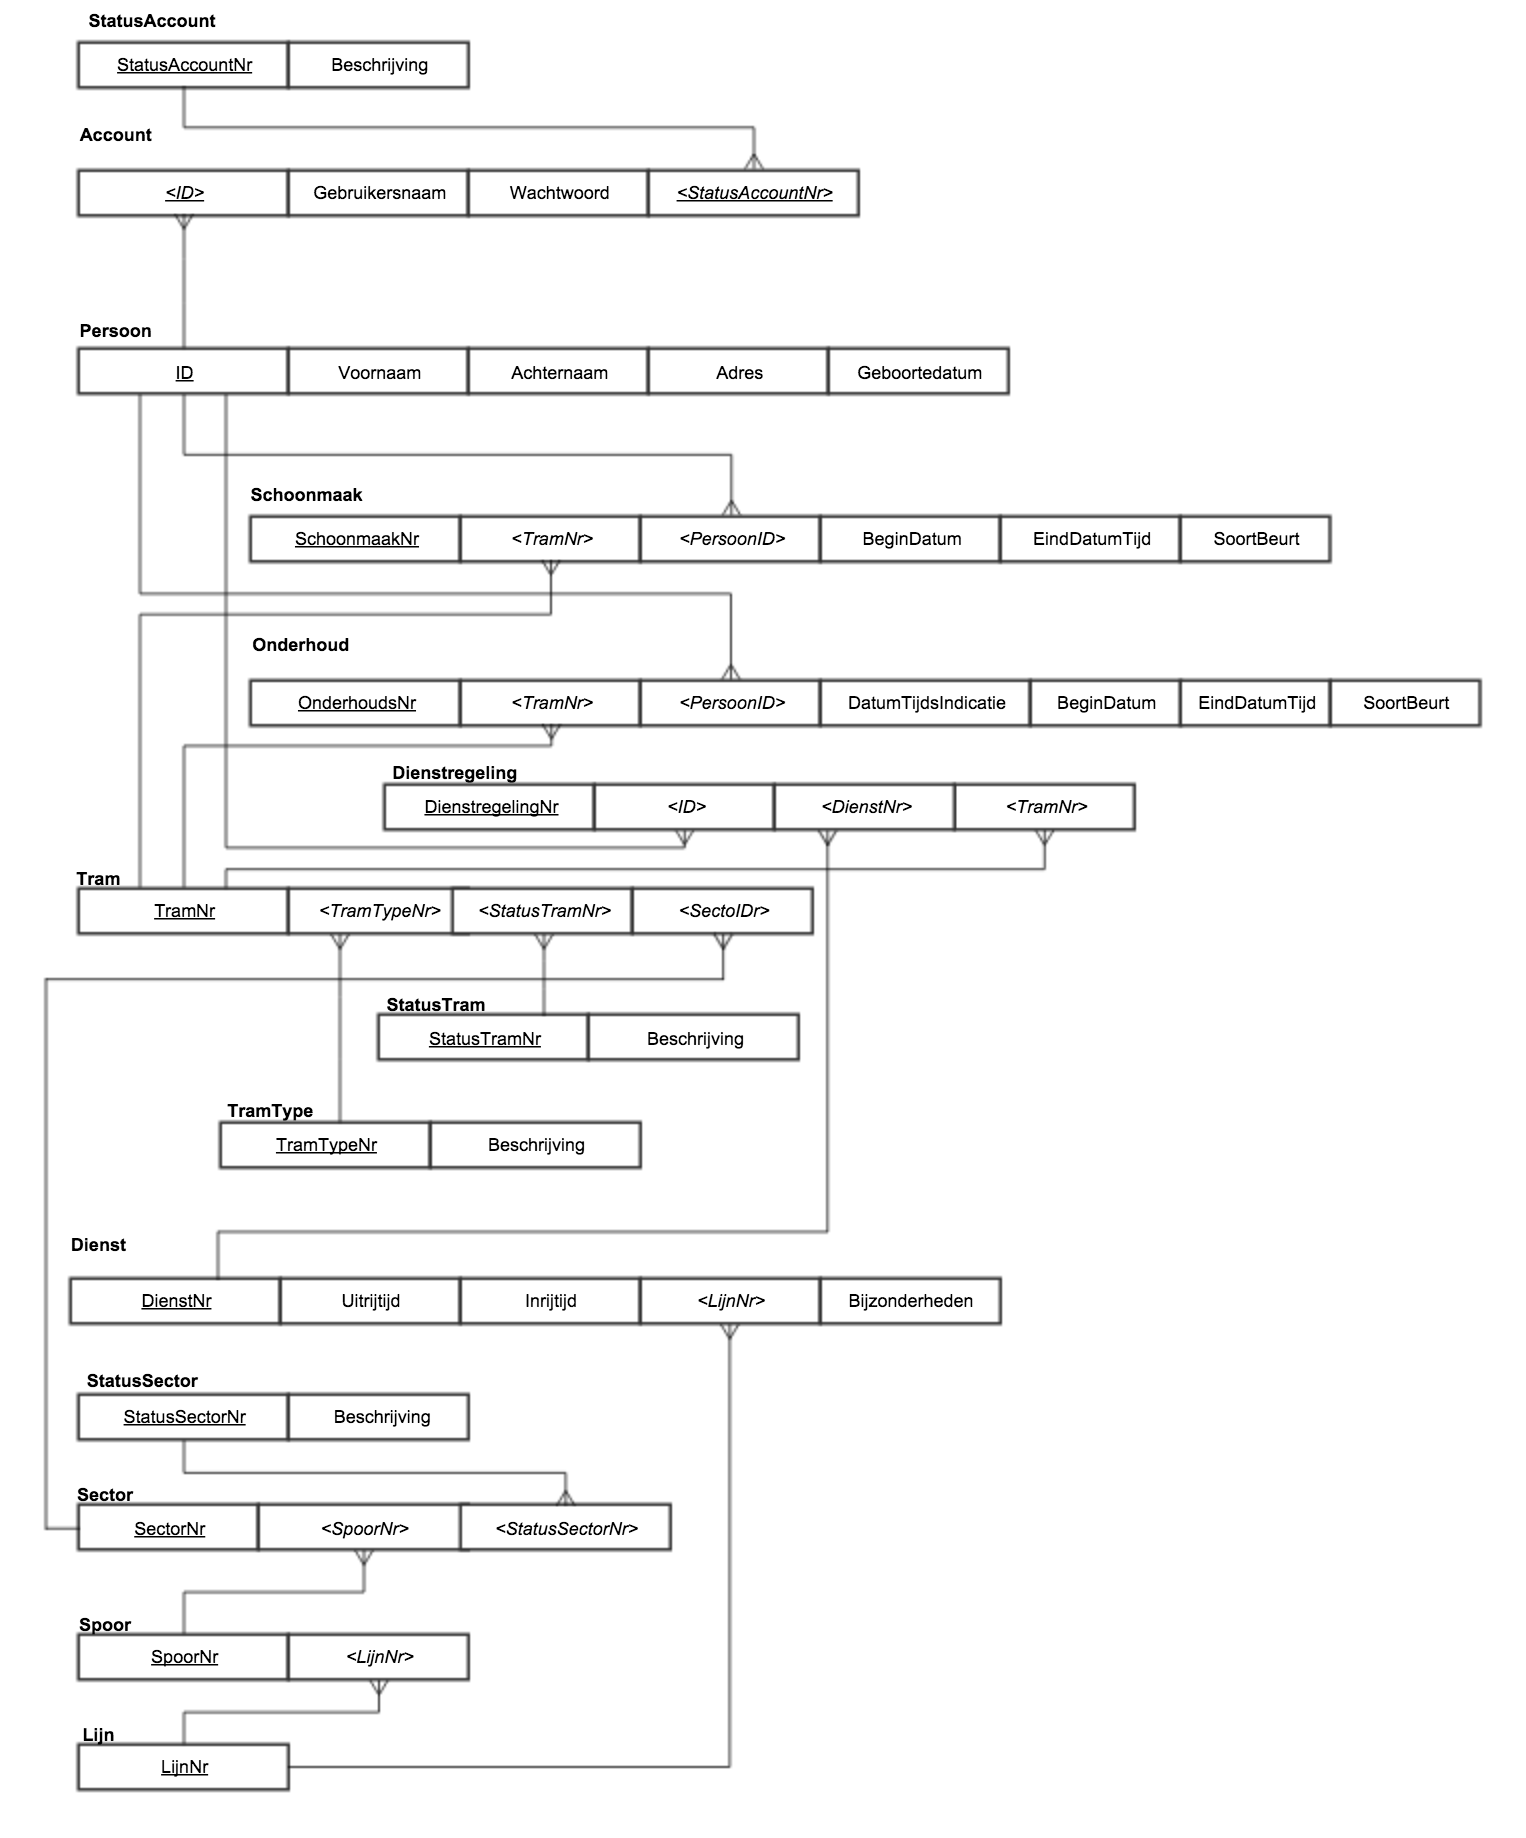 StatusAccount
StatusAccountNr Beschrijving
Account
<ID> Gebruikersnaam Wachtwoord <StatusAccountNr>
Persoon
ID Voornaam Achternaam Adres Geboortedatum
Schoonmaak
SchoonmaakNr <TramNr> <PersoonID> BeginDatum EindDatumTijd SoortBeurt
Onderhoud
OnderhoudsNr <TramNr> <PersoonID> DatumTijdsIndicatie BeginDatum EindDatumTijd SoortBeurt
Dienstregeling
DienstregelingNr <ID> <DienstNr> <TramNr>
Tram
TramNr <TramTypeNr> <StatusTramNr> <SectoIDr>
StatusTram
StatusTramNr Beschrijving
TramType
TramTypeNr Beschrijving
Dienst
DienstNr Uitrijtijd Inrijtijd <LijnNr> Bijzonderheden
StatusSector
StatusSectorNr Beschrijving
Sector
SectorNr <SpoorNr> <StatusSectorNr>
Spoor
SpoorNr <LijnNr>
Lijn
LijnNr